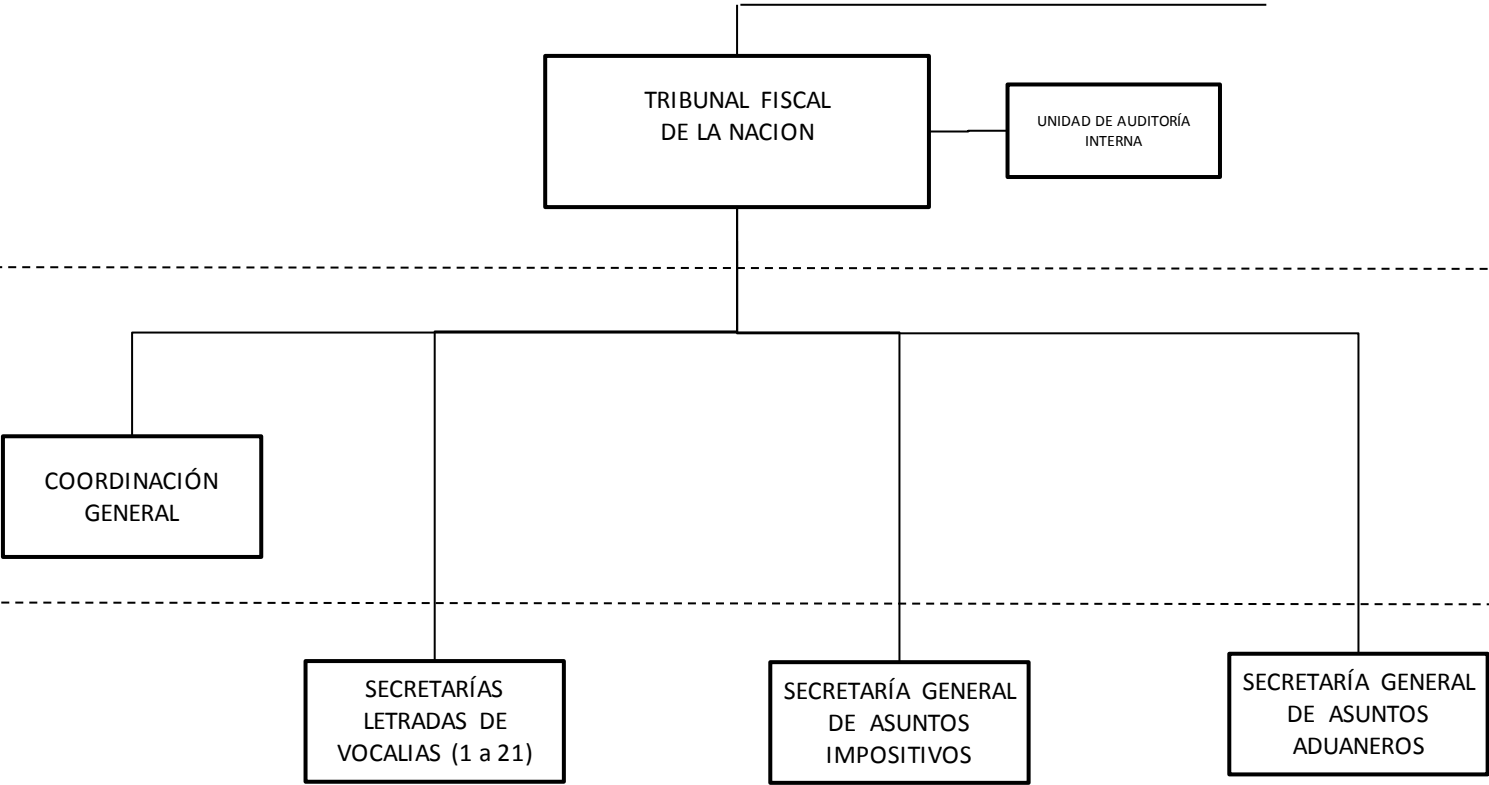 TRIBUNAL FISCAL
DE LA NACION
UNIDAD DE AUDITORÍA
INTERNA
COORDINACIÓN
GENERAL
SECRETARÍAS
LETRADAS DE
VOCALIAS (1 a 21)
SECRETARÍA GENERAL
DE ASUNTOS
IMPOSITIVOS
SECRETARÍA GENERAL
DE ASUNTOS
ADUANEROS